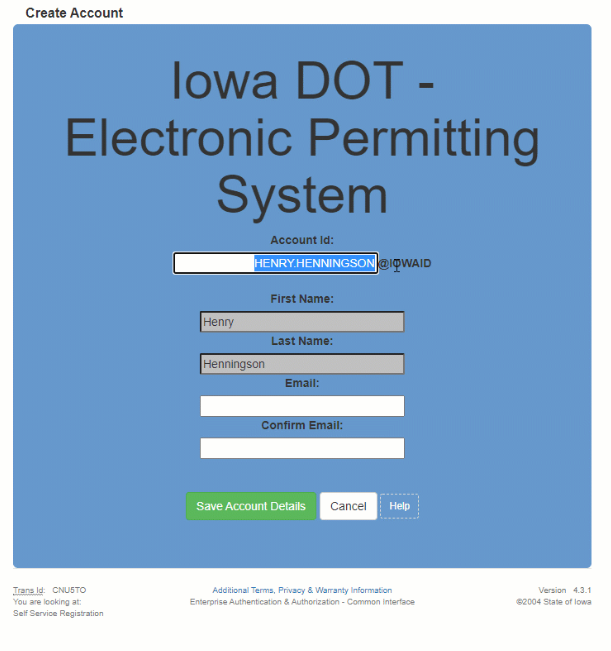 Create Account
Iowa DOT -
Electronic Permitting
System
Account Id:
HENRY.HENNINGSON @IOWAID
First Name:
Henry
Last Name:
Henningson
Email:
Confirm Email:
Save Account Details Cancel Help
Trans Id: CNU5TO Additional Terms, Privacy & Warranty Information Version 4.3.1
You are looking at: Enterprise Authentication & Authorization - Common Interface ©2004 State of Iowa
Self Service Registration